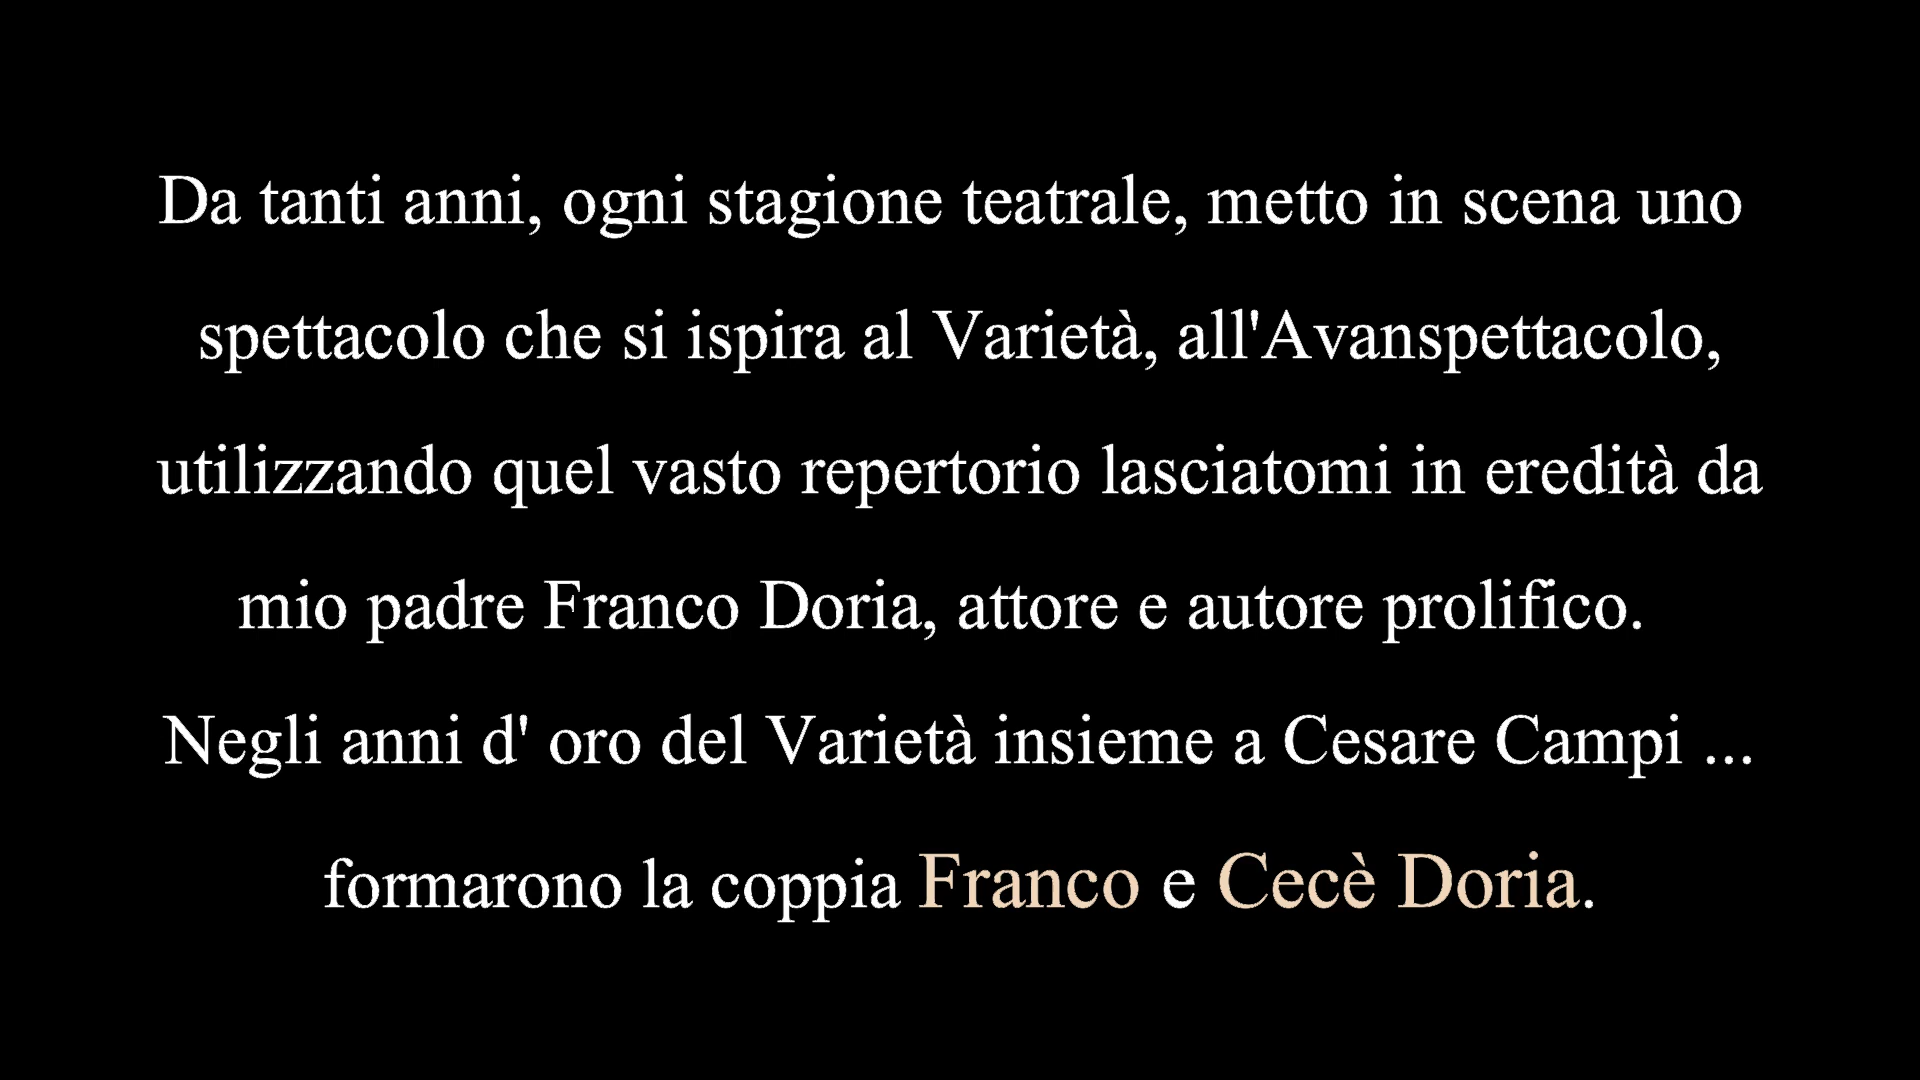 Da tanti anni, ogni stagione teatrale, metto in scena uno
spettacolo che si ispira al Varietà, all'Avanspettacolo,
utilizzando quel vasto repertorio lasciatomi in eredità da
mio padre Franco Doria, attore e autore prolifico.
Negli anni d' oro del Varietà insieme a Cesare Campi ...
formarono la coppia Franco e Cecè Doria.